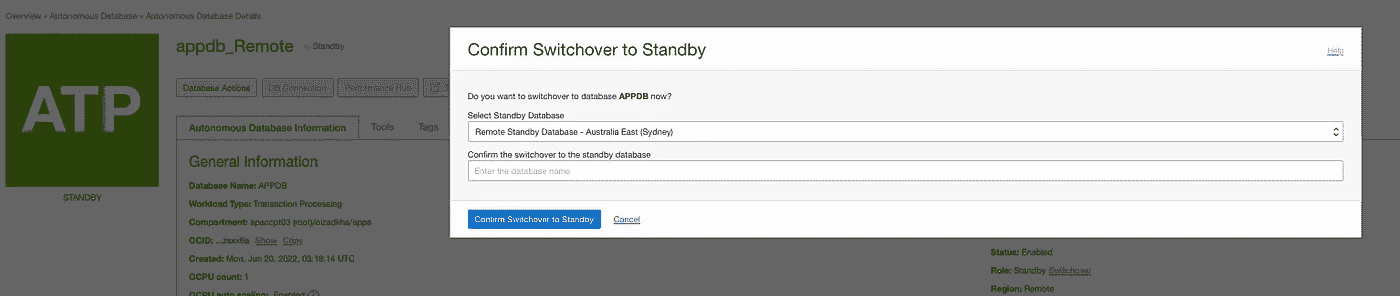 Overview » Autonomous Database » Autonomous Database Details
ATP
STANDBY
appdb_Remote
Standby
Database Actions
DB Connection
Performance Hub
Autonomous Database Information
Tools
Tags
General Information
Database Name: APPDB
Workload Type: Transaction Processing
Compartment:
OCID: Show Copy
Created: Mon, Jun 20, 2022, 03:18:14 UTC
OCPU count: 1
OCPU auto scaling: Enabled
Confirm Switchover to Standby
Help
Do you want to switchover to database APPDB now?
Select Standby Database
Remote Standby Database - Australia East (Sydney)
Confirm the switchover to the standby database
Enter the database name
Confirm Switchover to Standby
Cancel
Status: Enabled
Role: Standby Switchover
Region: Remote